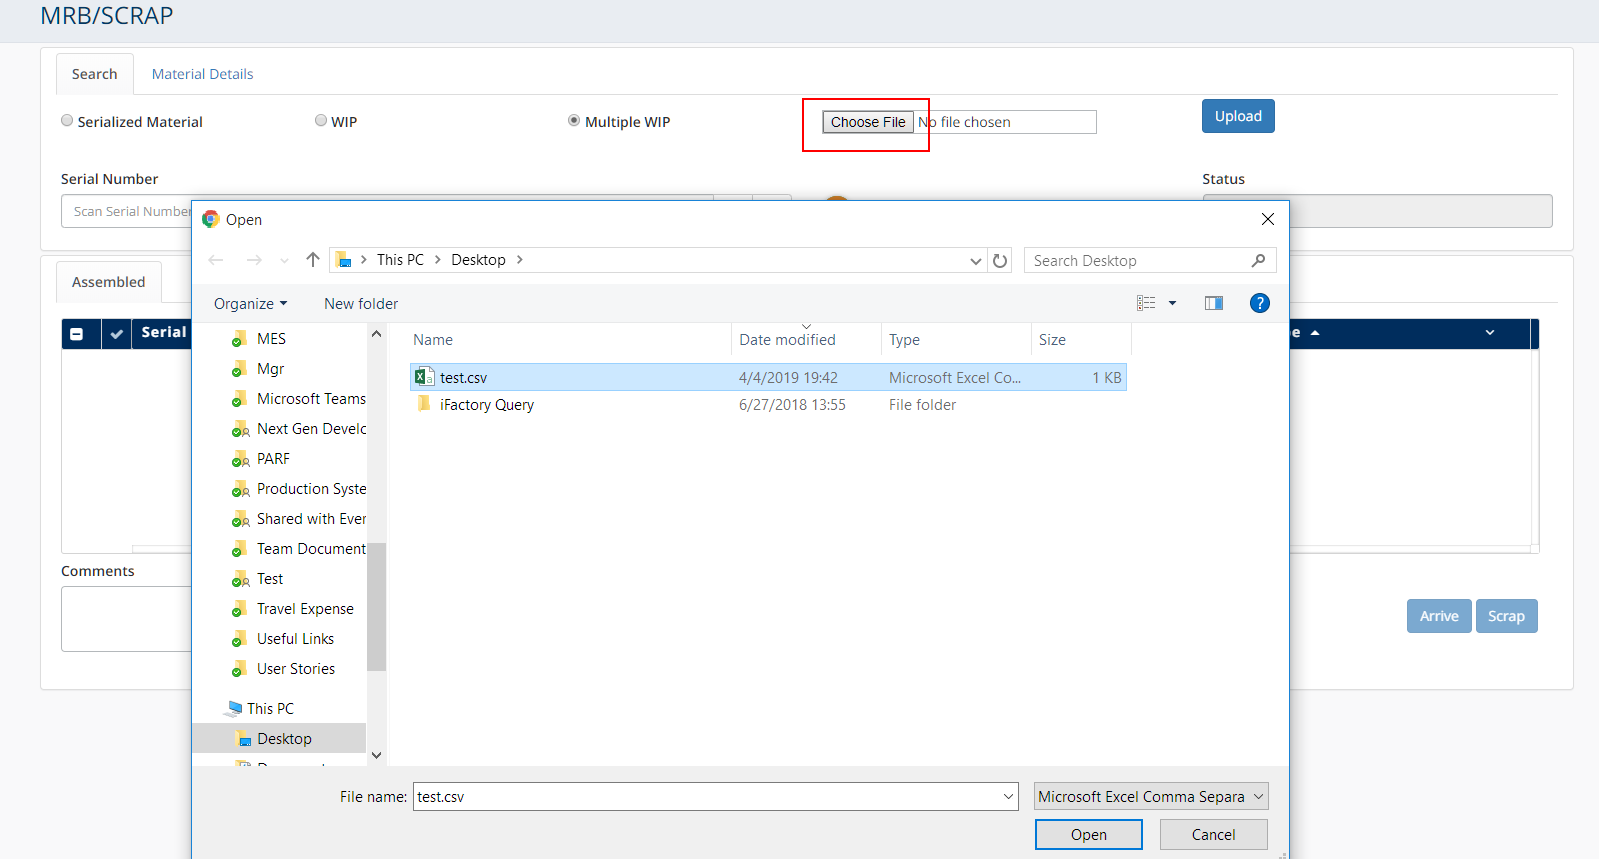 MRB/SCRAP
Search Material Details
Serialized Material WIP Multiple WIP Choose File No file chosen Upload
Serial Number Status
Scan Serial Number
Open
This PC Desktop Search Desktop
Organize New folder ?
Assembled
Serial
Name Date modified Type Size
MES
test.csv 4/4/2019 19:42 Microsoft Excel Co... 1 KB
Mgr
iFactory Query 6/27/2018 13:55 File folder
Microsoft Teams
Next Gen Develo
PARF
Production Syste
Shared with Ever
Team Document
Test
Travel Expense
Useful Links
User Stories
This PC
Desktop
Comments
Arrive Scrap
File name: test.csv Microsoft Excel Comma Separa
Open Cancel